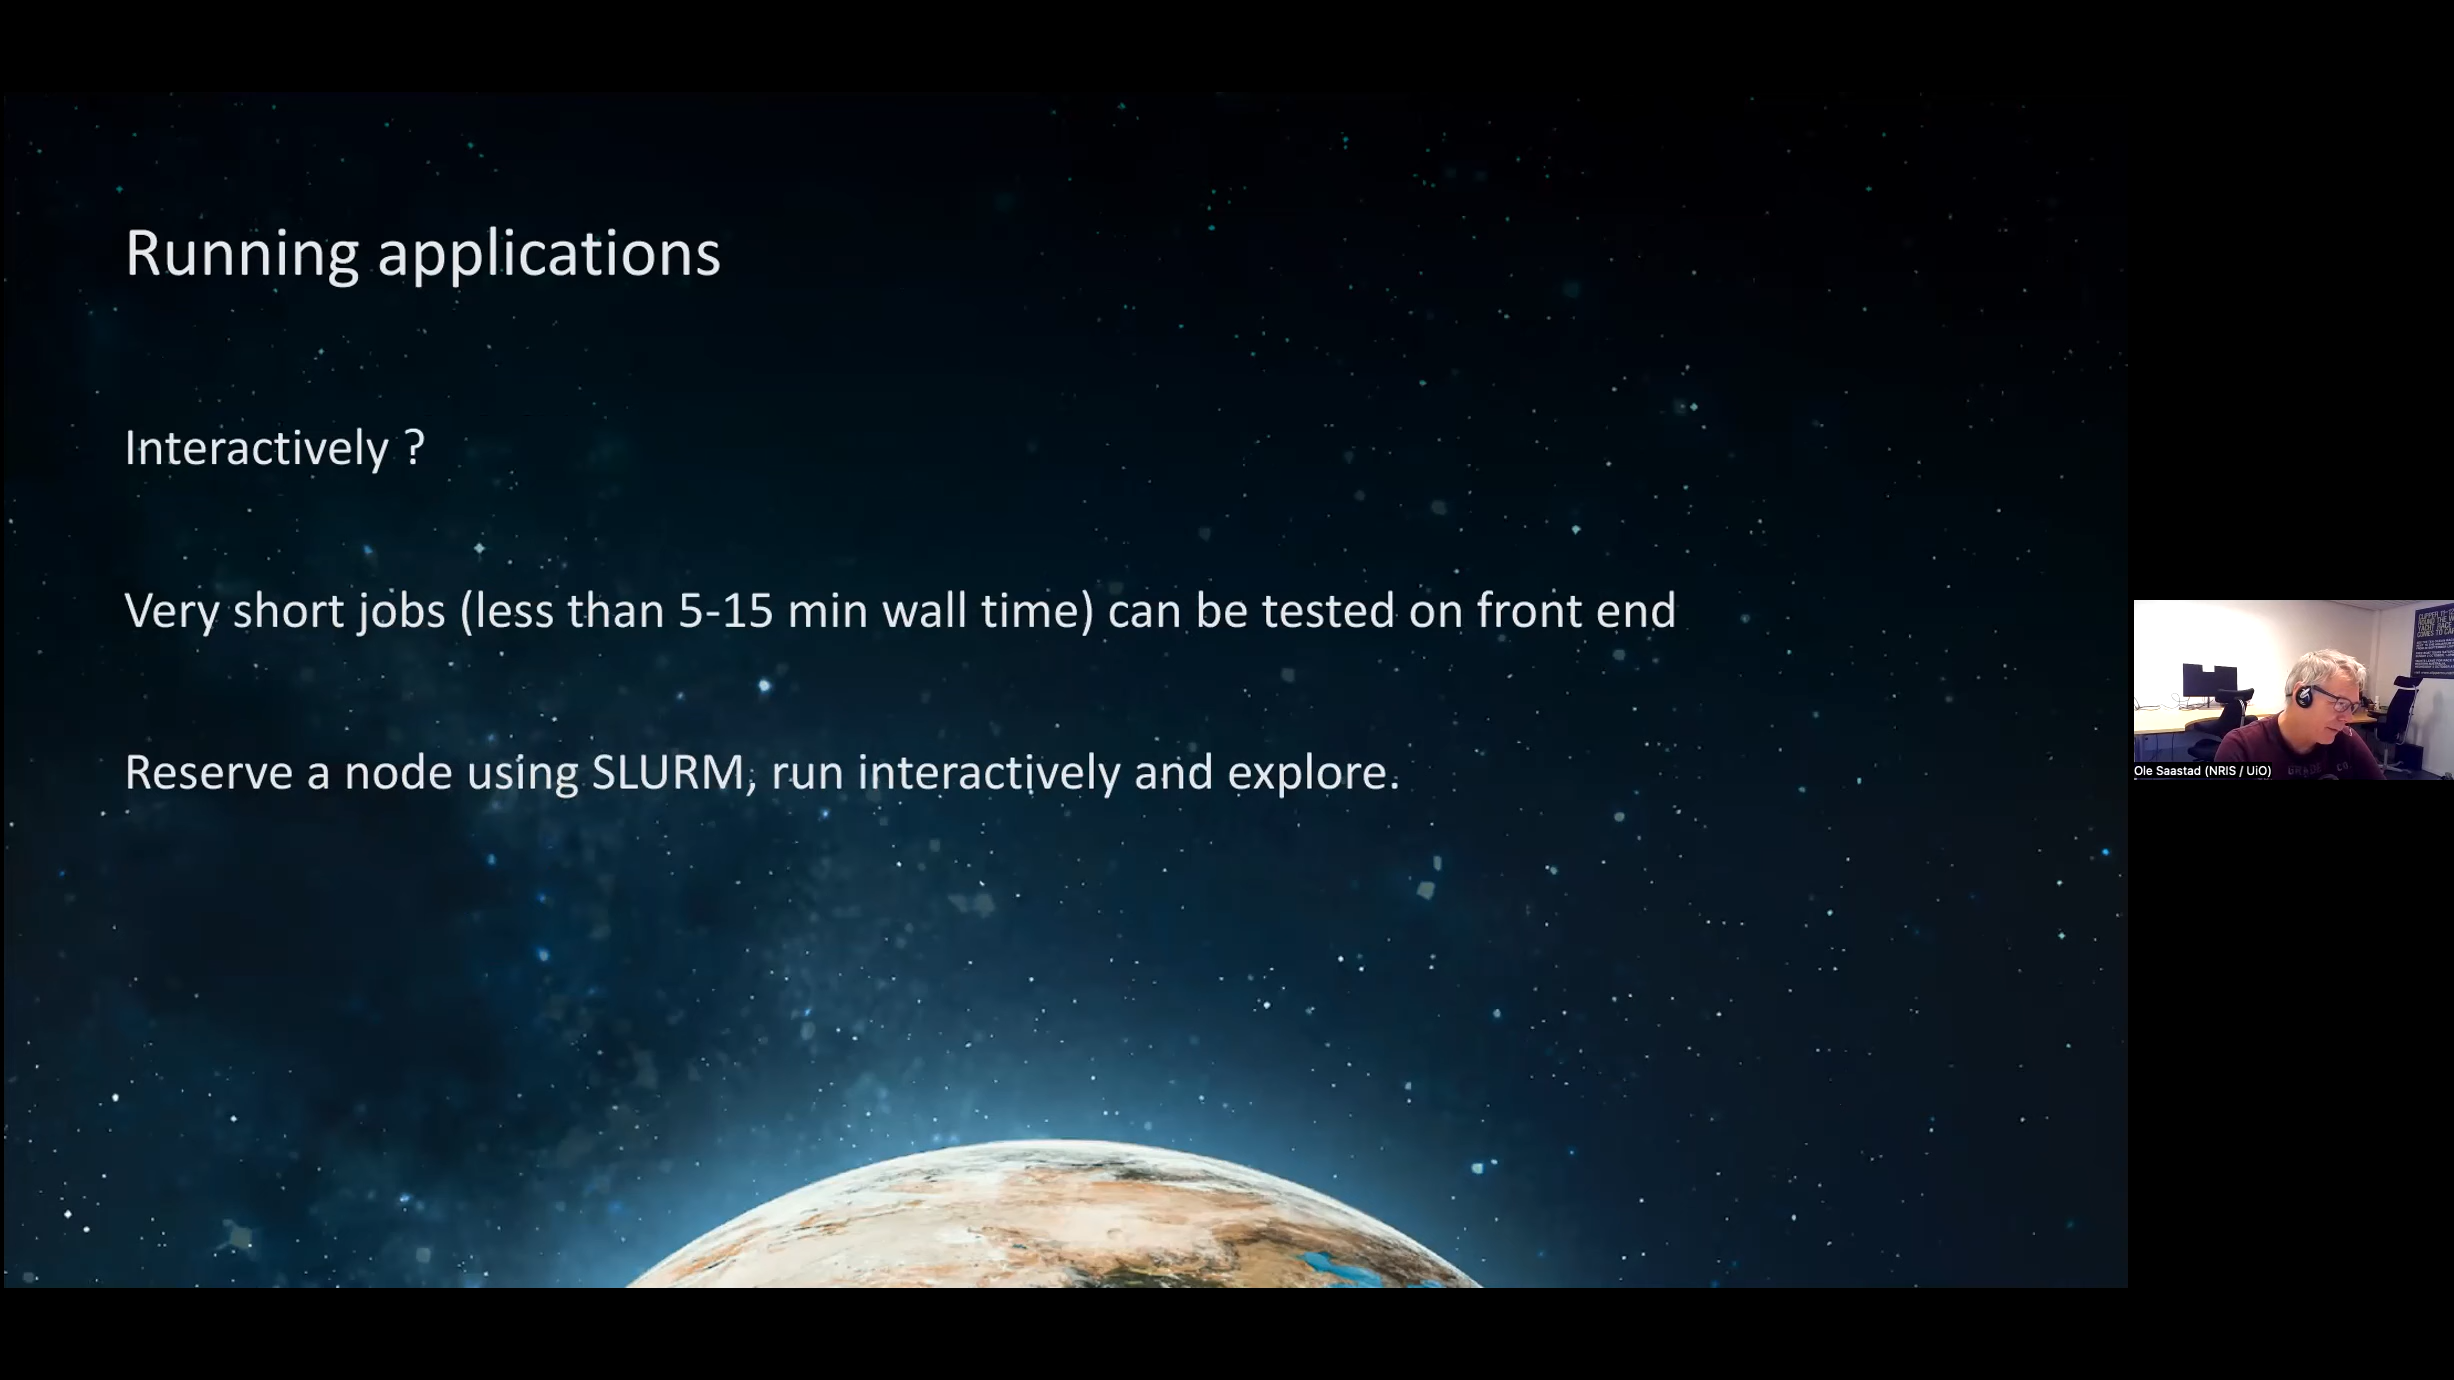 Running applications
Interactively ?
Very short jobs (less than 5-15 min wall time) can be tested on front end
Reserve a node using SLURM, run interactively and explore.
Ole Saastad (NRIS / UiO)